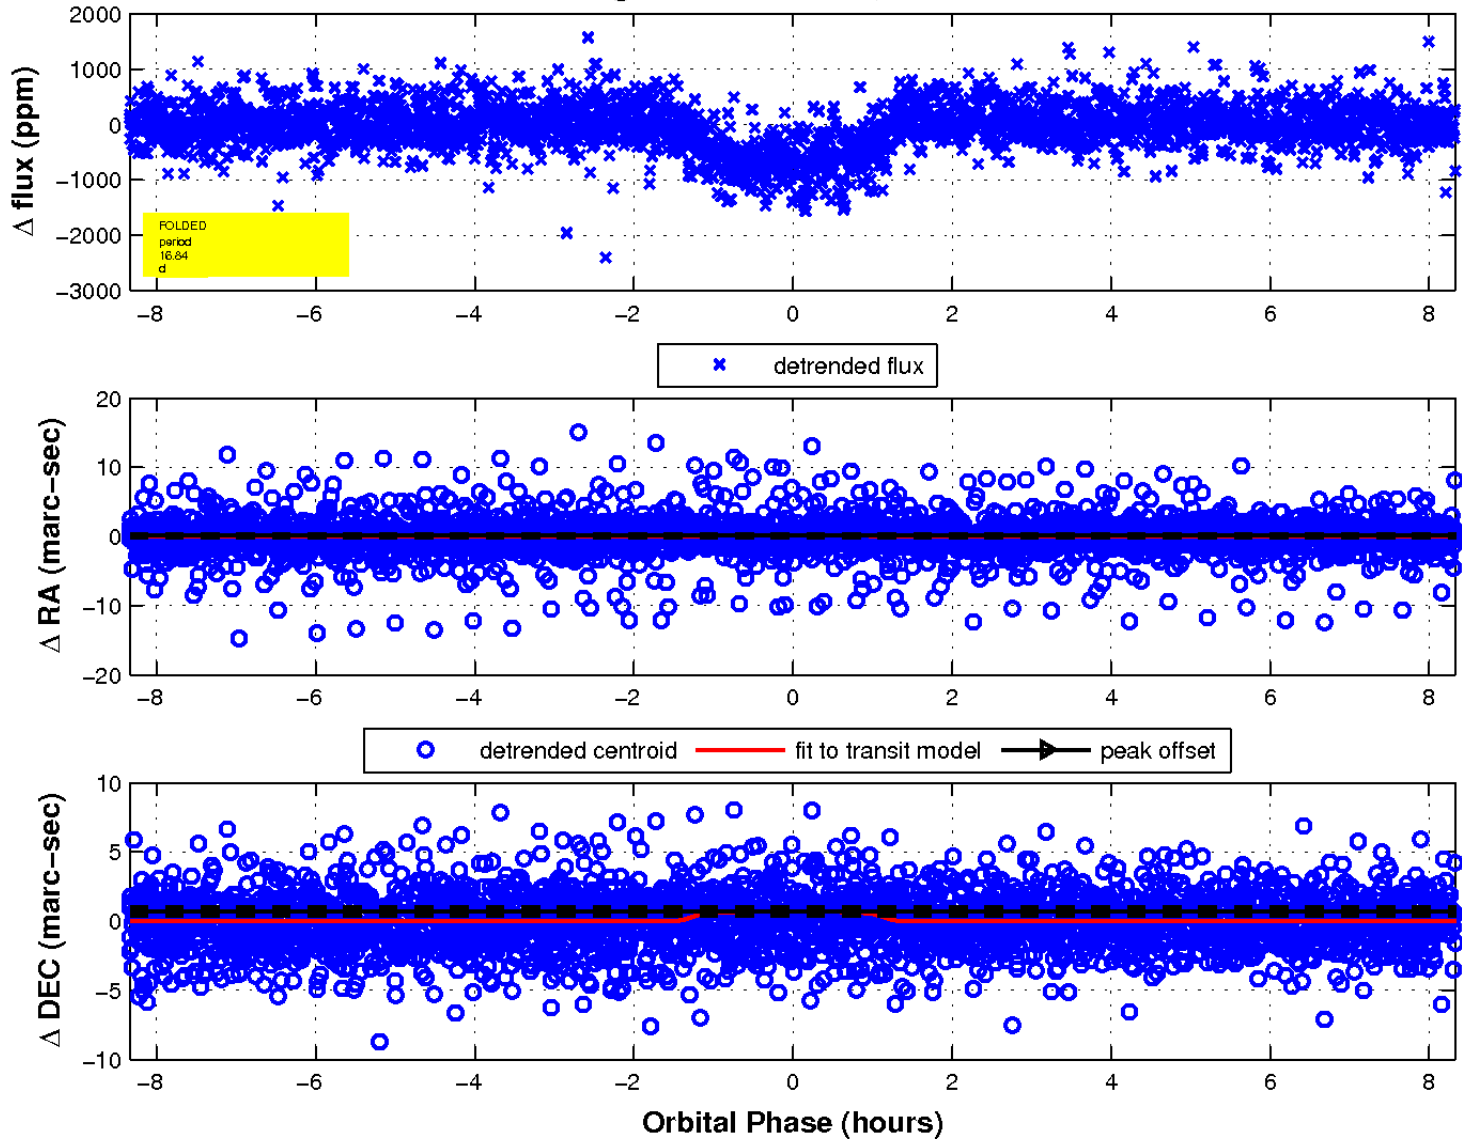 2000
1000
0
−1000
−2000
−3000
Δ flux (ppm)
FOLDED
period
16.84
d
−8 −6 −4 −2 0 2 4 6 8
detrended flux
20
10
0
−10
−20
Δ RA (marc−sec)
−8 −6 −4 −2 0 2 4 6 8
detrended centroid fit to transit model peak offset
10
5
0
−5
−10
Δ DEC (marc−sec)
−8 −6 −4 −2 0 2 4 6 8
Orbital Phase (hours)